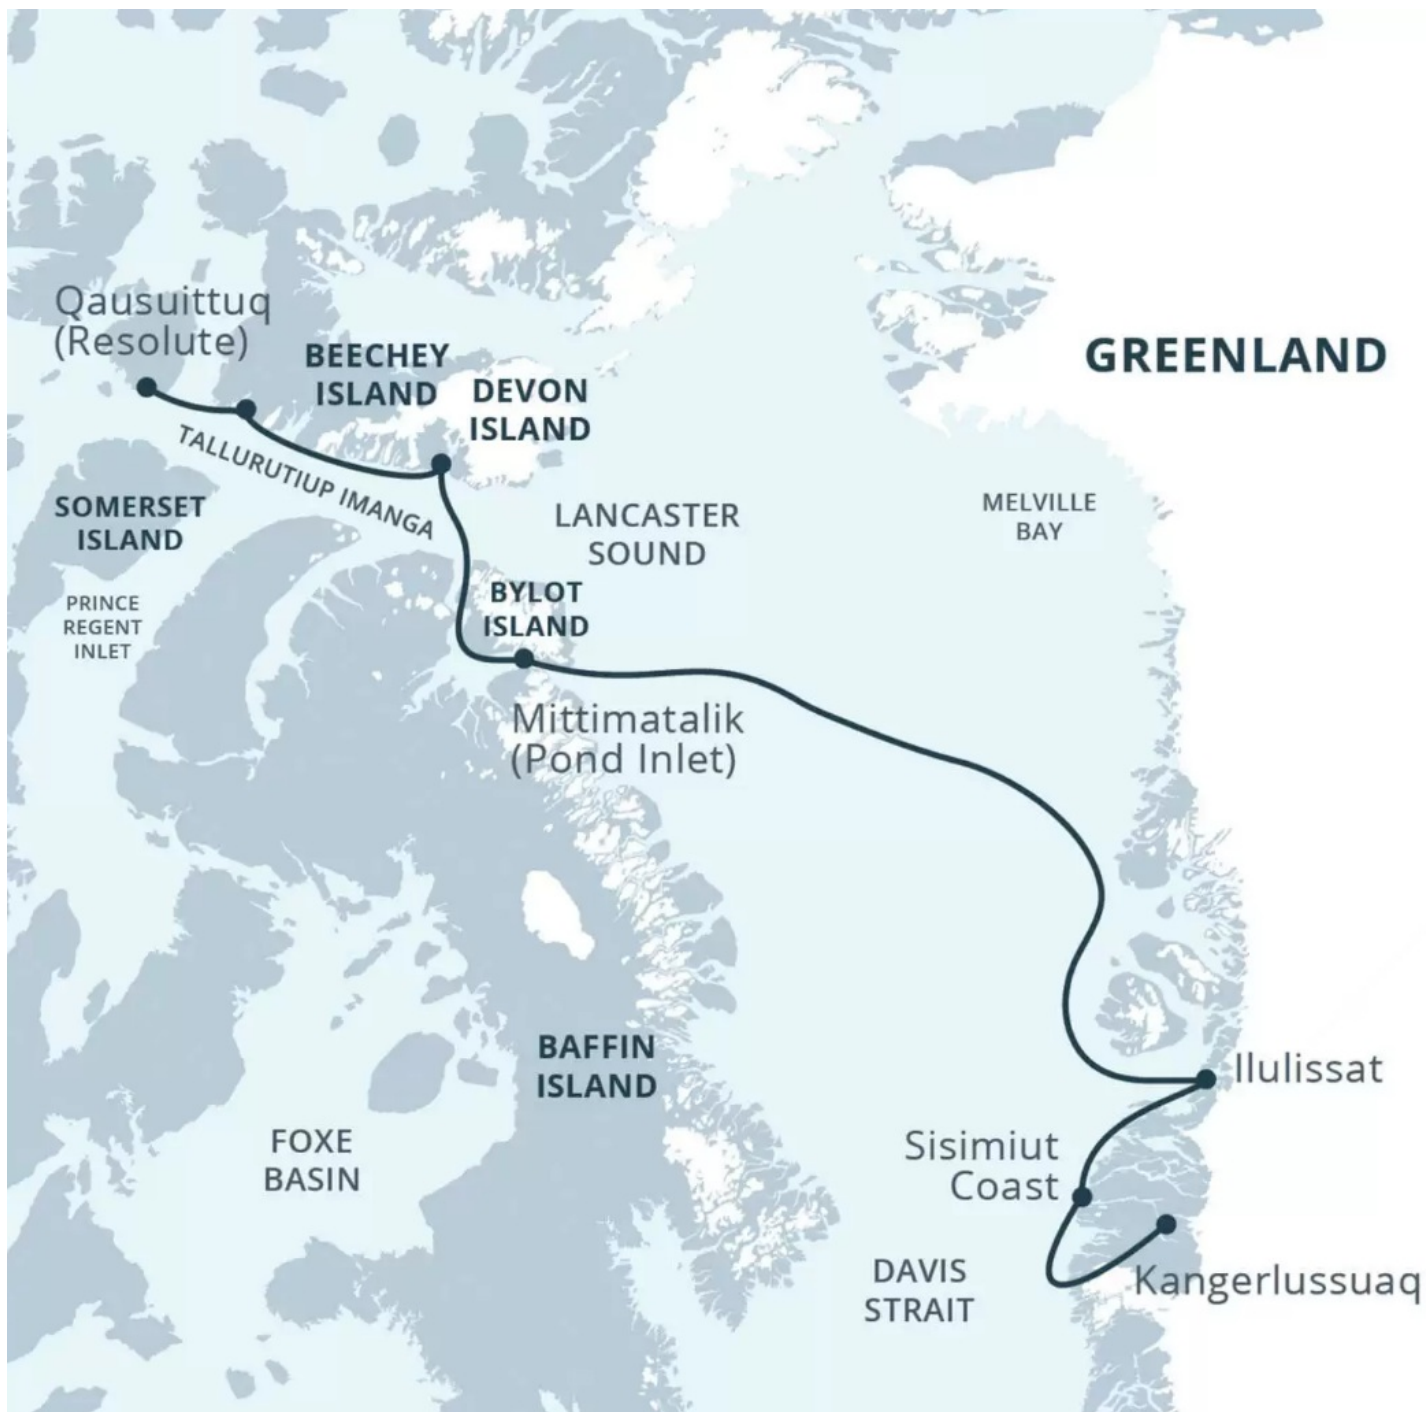 Qausuittuq
(Resolute)
BEECHEY
ISLAND
DEVON
ISLAND
GREENLAND
TALLURUTIUP IMANGA
SOMERSET
ISLAND
LANCASTER
SOUND
MELVILLE
BAY
PRINCE
REGENT
INLET
BYLOT
ISLAND
Mittimatalik
(Pond Inlet)
BAFFIN
ISLAND
Ilulissat
FOXE
BASIN
Sisimiut
Coast
DAVIS
STRAIT
Kangerlussuaq